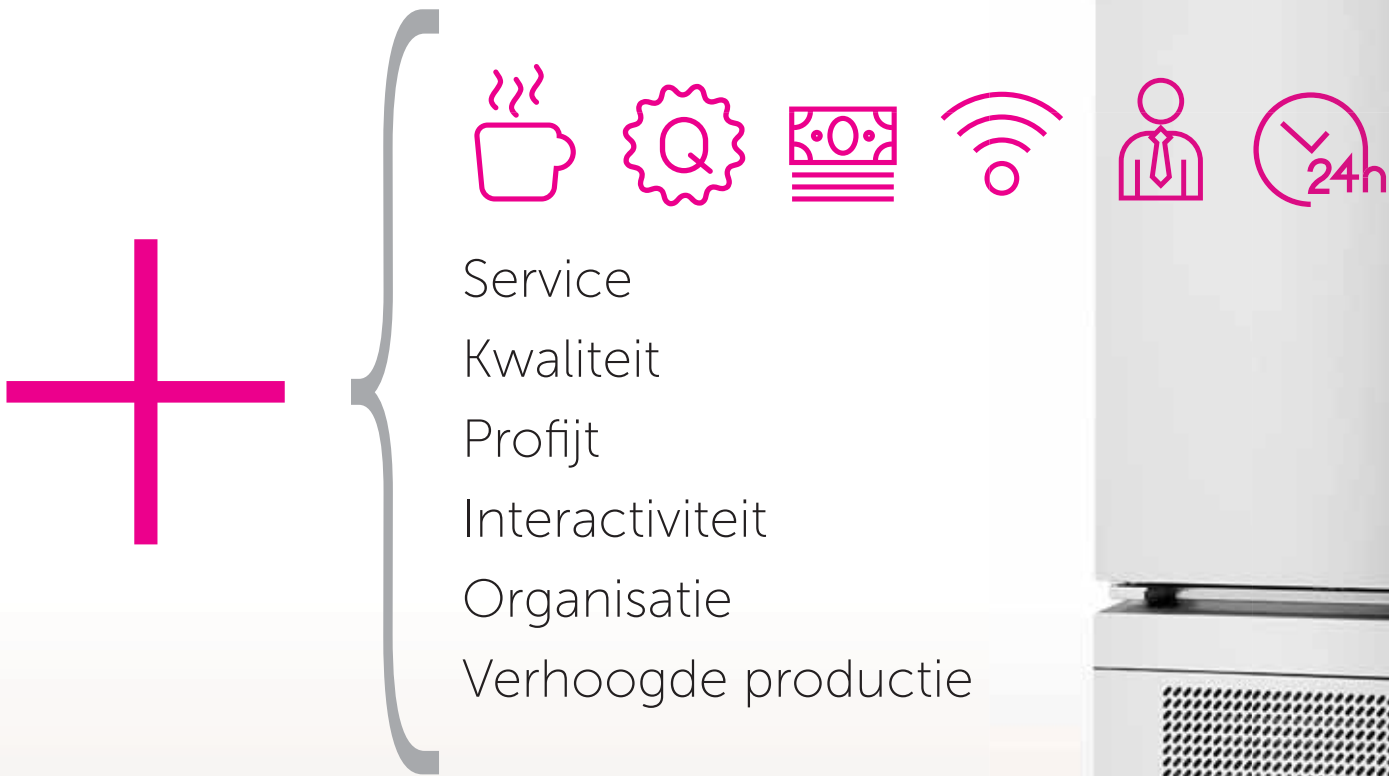 Q
24h
Service
Kwaliteit
Profijt
Interactiviteit
Organisatie
Verhoogde productie